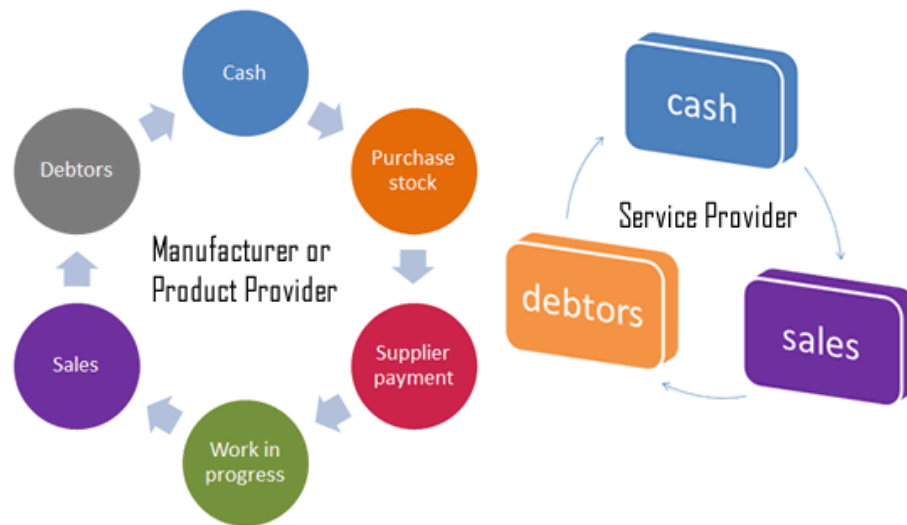 Cash
Purchase
stock
Supplier
payment
Work in
progress
Sales
Debtors
Manufacturer or
Product Provider
cash
sales
debtors
Service Provider